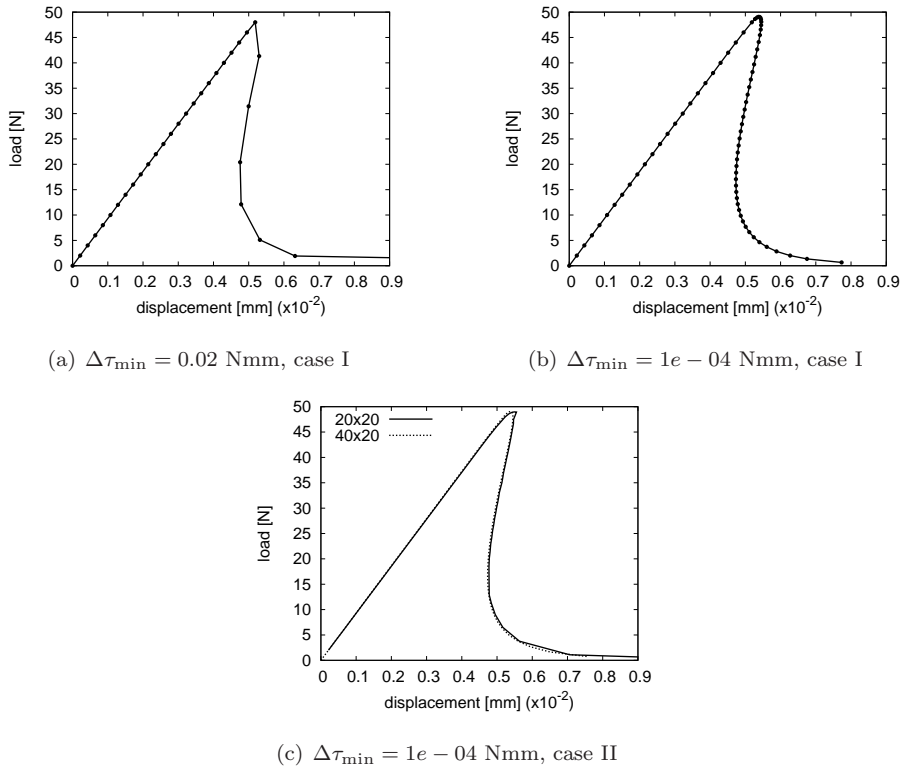 50
45
40
35
30
25
20
15
10
5
0
load [N]
0 0.1 0.2 0.3 0.4 0.5 0.6 0.7 0.8 0.9
displacement [mm] (x10⁻²)
(a) Δτmin = 0.02 Nmm, case I
50
45
40
35
30
25
20
15
10
5
0
load [N]
0 0.1 0.2 0.3 0.4 0.5 0.6 0.7 0.8 0.9
displacement [mm] (x10⁻²)
(b) Δτmin = 1e − 04 Nmm, case I
50
45
40
35
30
25
20
15
10
5
0
load [N]
20x20
40x20
0 0.1 0.2 0.3 0.4 0.5 0.6 0.7 0.8 0.9
displacement [mm] (x10⁻²)
(c) Δτmin = 1e − 04 Nmm, case II